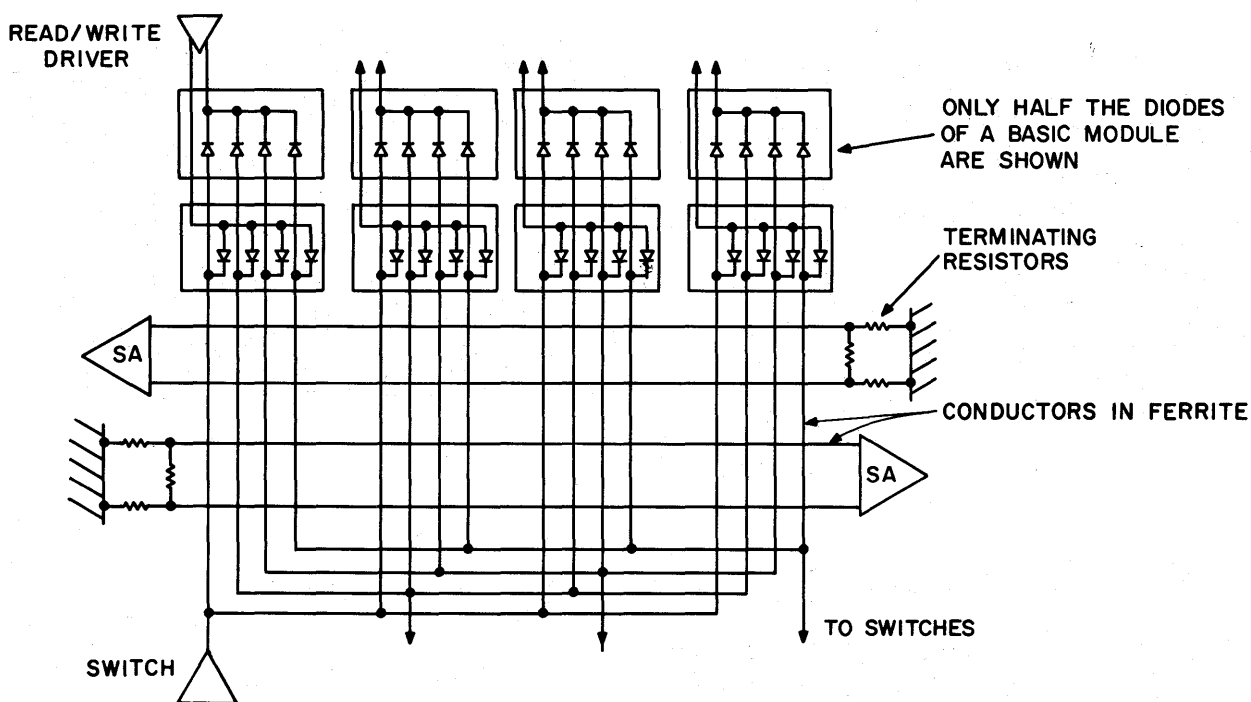 READ/WRITE
DRIVER
ONLY HALF THE DIODES
OF A BASIC MODULE
ARE SHOWN
TERMINATING
RESISTORS
SA
CONDUCTORS IN FERRITE
SA
TO SWITCHES
SWITCH